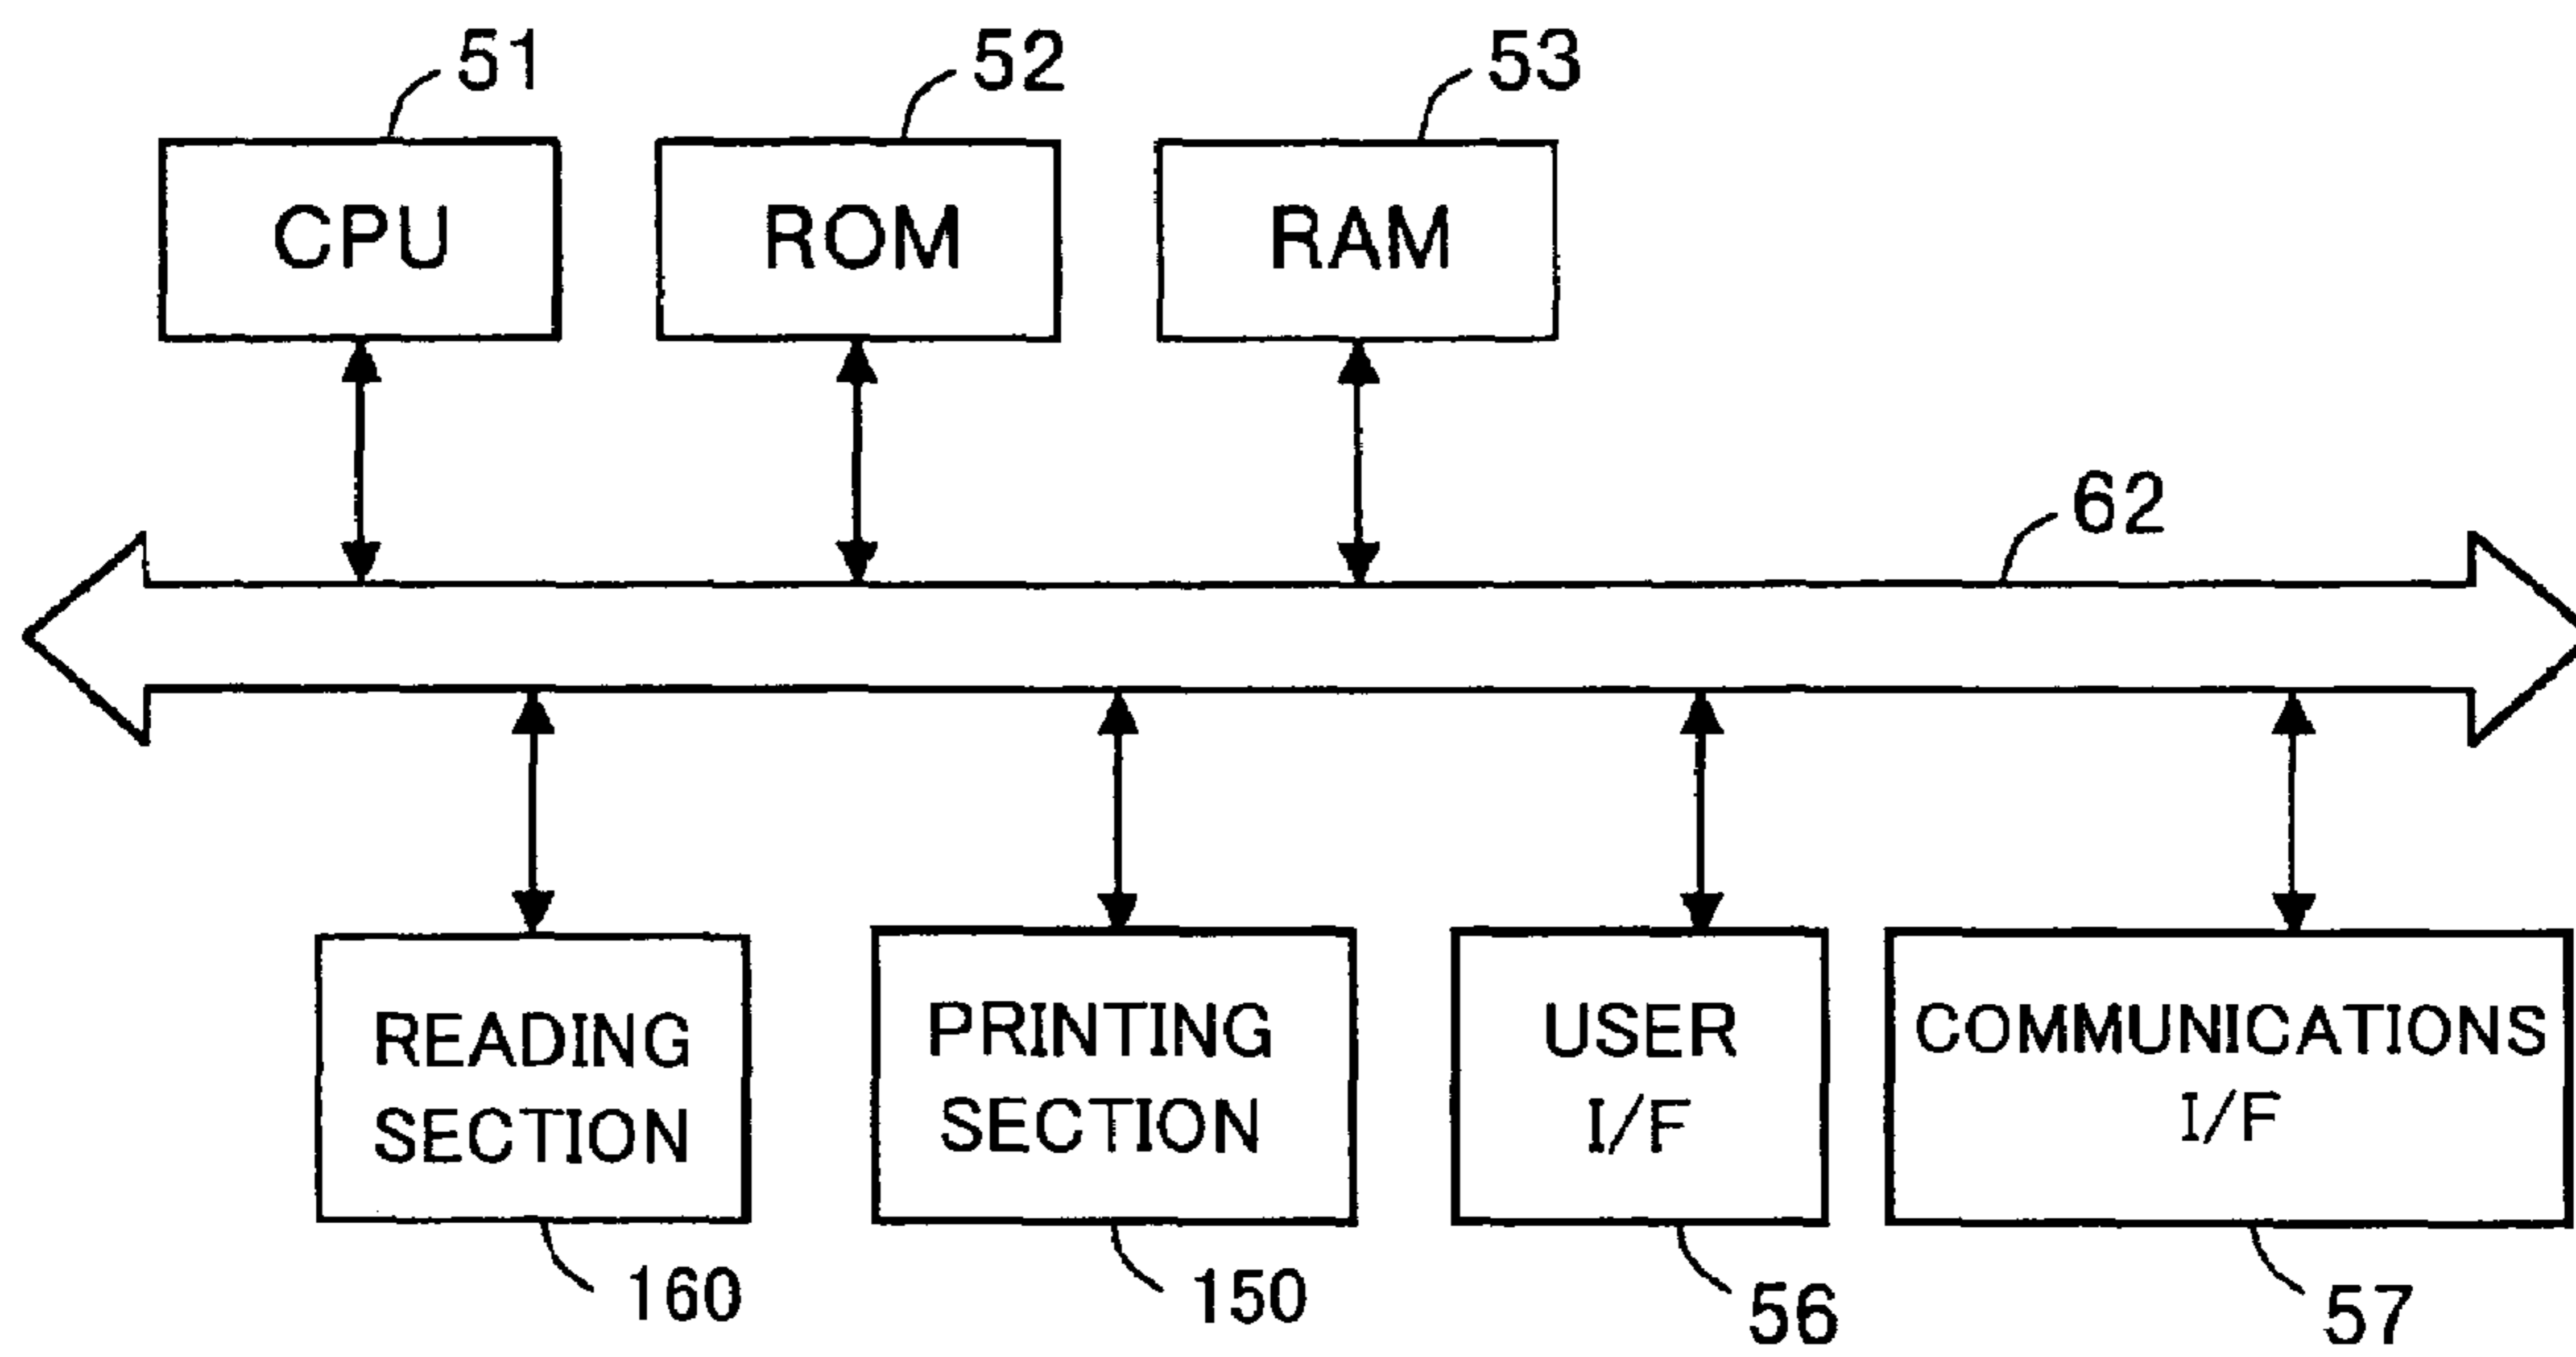 51
52
53
CPU
ROM
RAM
62
READING
SECTION
PRINTING
SECTION
USER
I/F
COMMUNICATIONS
I/F
160
150
56
57